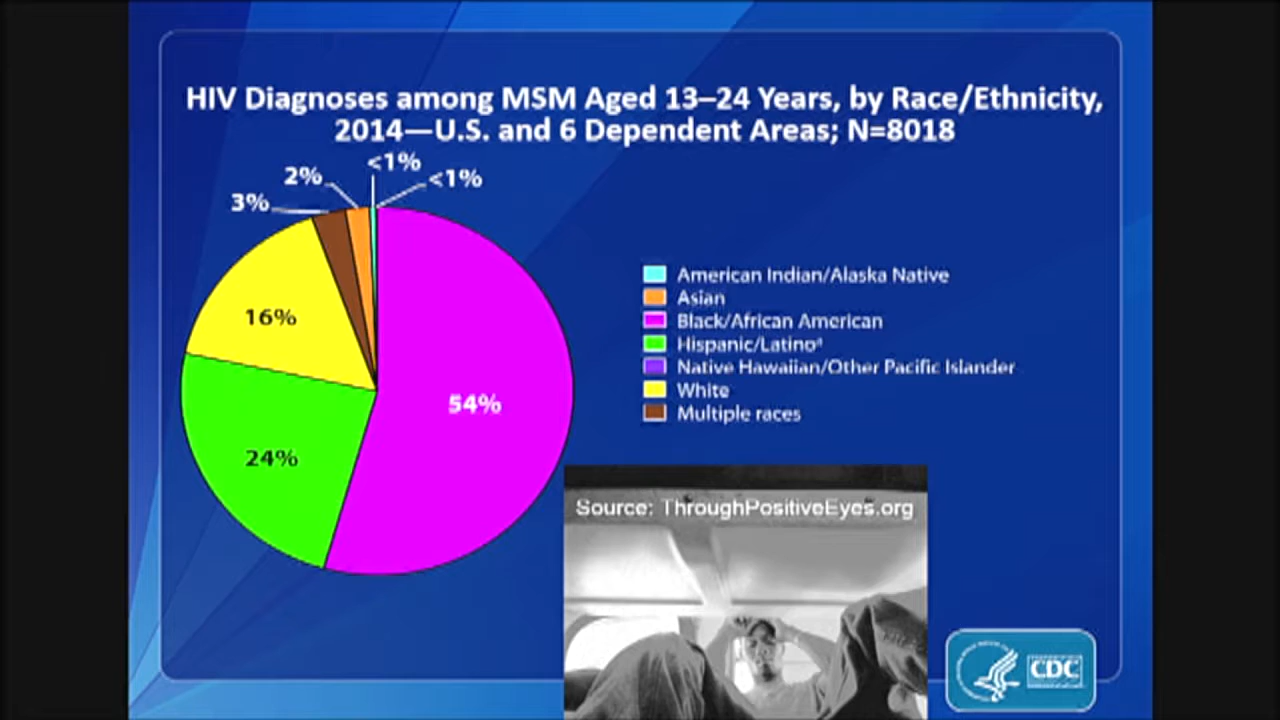 HIV Diagnoses among MSM Aged 13–24 Years, by Race/Ethnicity,
2014—U.S. and 6 Dependent Areas; N=8018
<1%
2%
<1%
3%
16%
54%
24%
American Indian/Alaska Native
Asian
Black/African American
Hispanic/Latinoᵃ
Native Hawaiian/Other Pacific Islander
White
Multiple races
Source: ThroughPositiveEyes.org
CDC